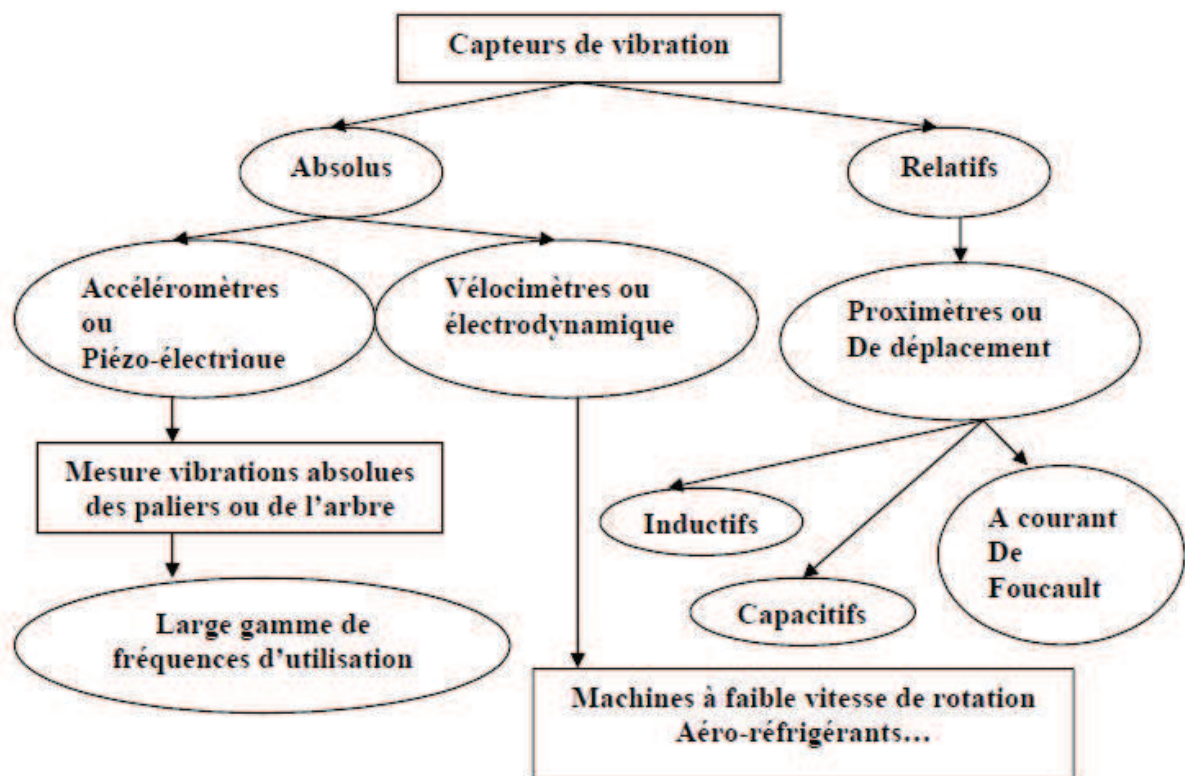 Capteurs de vibration
Absolus
Relatifs
Accéléromètres
ou
Piézo-électrique
Vélocimètres ou
électrodynamique
Proximètres ou
De déplacement
Mesure vibrations absolues
des paliers ou de l'arbre
Inductifs
A courant
De
Foucault
Capacitifs
Large gamme de
fréquences d'utilisation
Machines à faible vitesse de rotation
Aéro-réfrigérants…